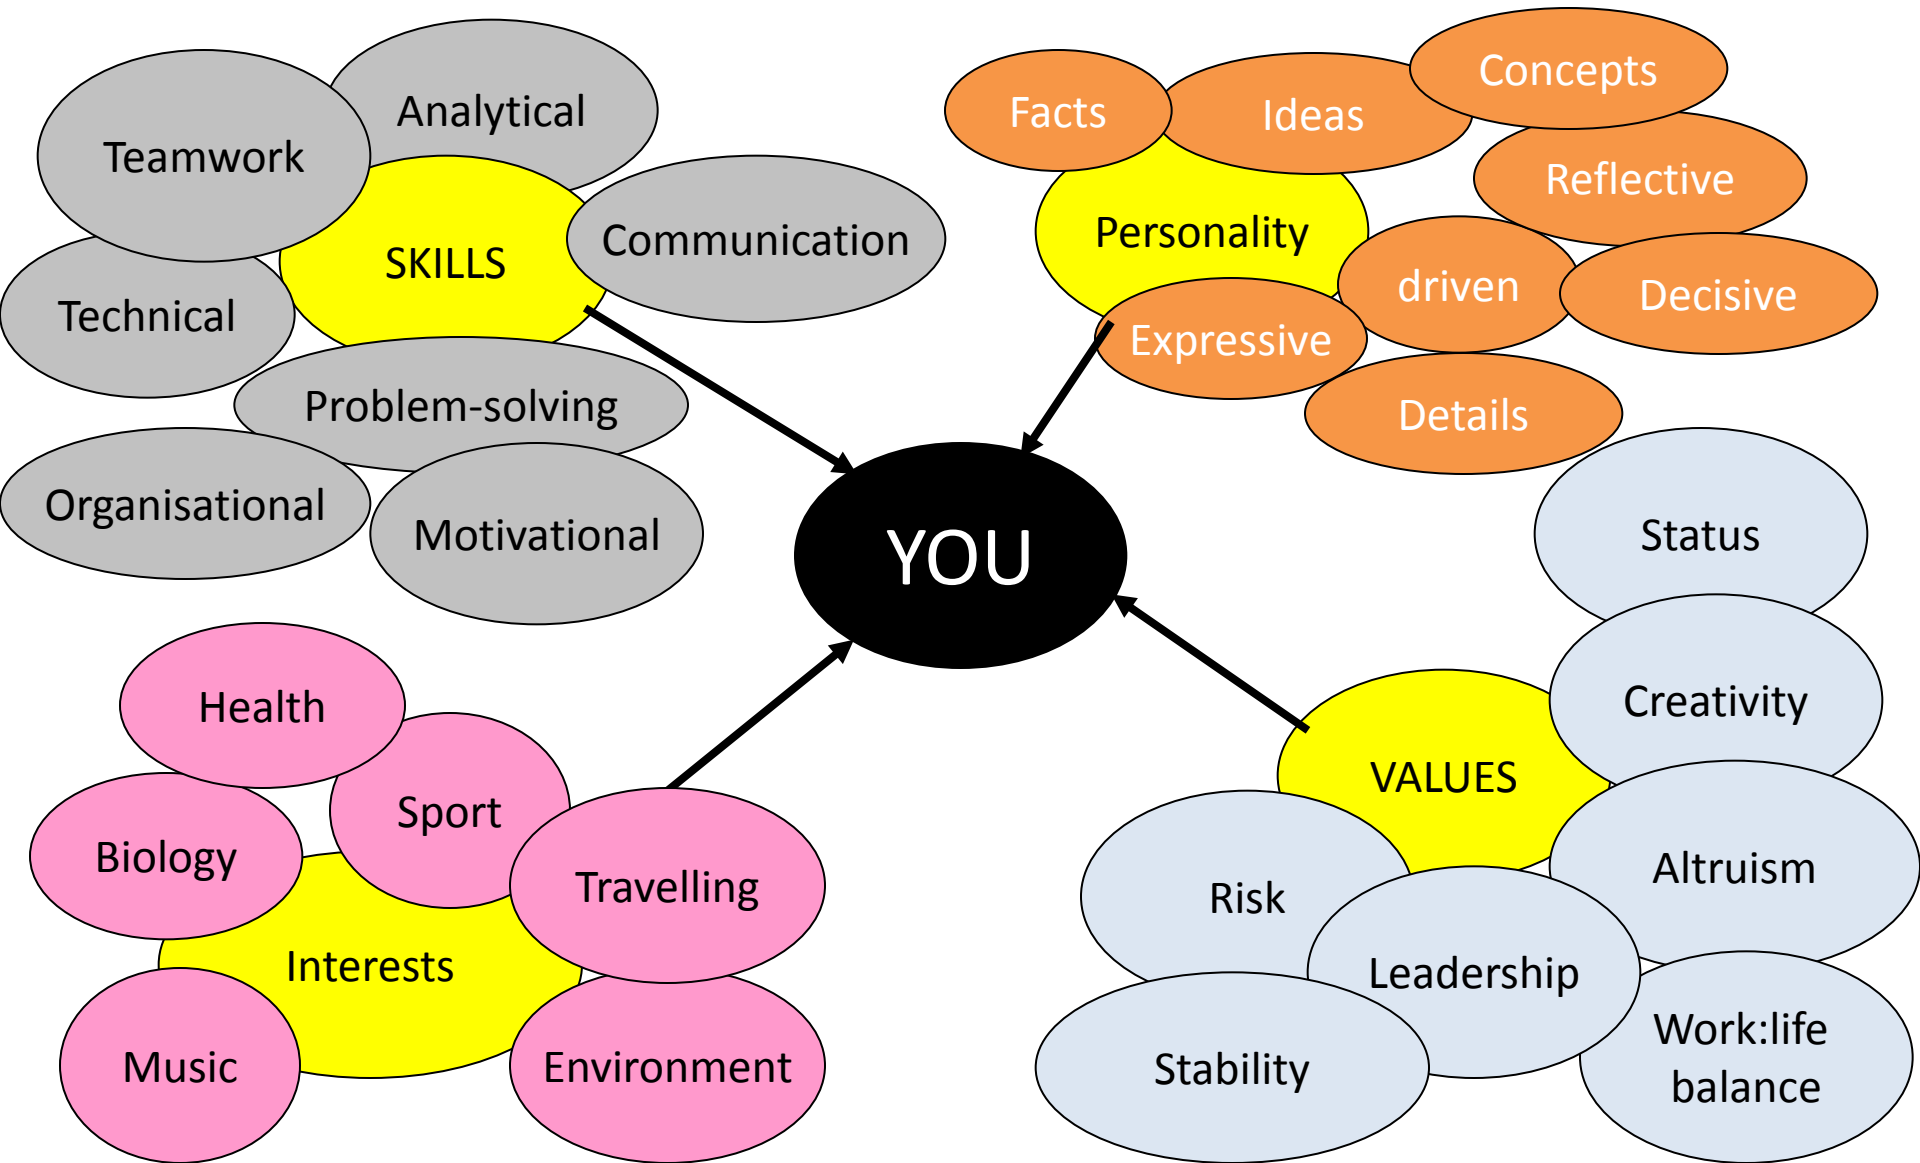 Analytical
Teamwork
SKILLS
Communication
Technical
Problem-solving
Organisational
Motivational
Concepts
Facts
Ideas
Reflective
Personality
driven
Decisive
Expressive
Details
YOU
Health
Sport
Biology
Travelling
Interests
Music
Environment
Status
Creativity
VALUES
Altruism
Risk
Leadership
Stability
Work:life
balance